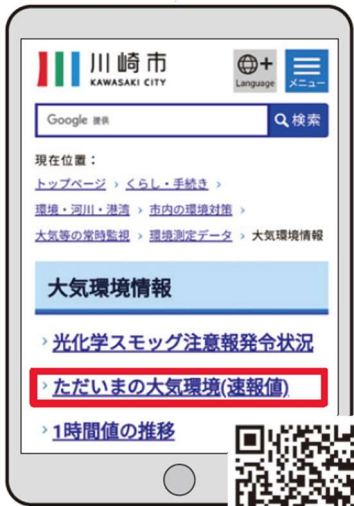 川崎市
KAWASAKI CITY
Language
メニュー
Google 提供
検索
現在位置：
トップページ › くらし・手続き ›
環境・河川・港湾 › 市内の環境対策 ›
大気等の常時監視 › 環境測定データ › 大気環境情報
大気環境情報
› 光化学スモッグ注意報発令状況
› ただいまの大気環境(速報値)
› 1時間値の推移